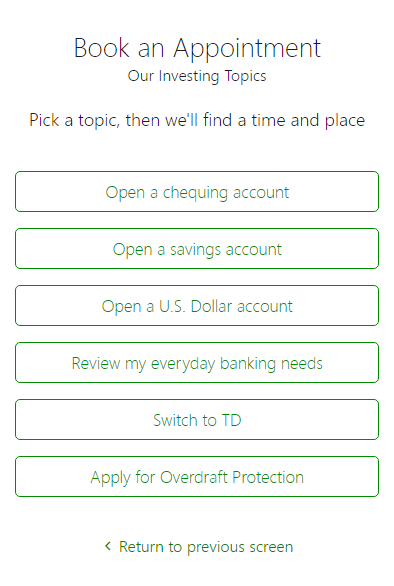 Book an Appointment
Our Investing Topics
Pick a topic, then we'll find a time and place
Open a chequing account
Open a savings account
Open a U.S. Dollar account
Review my everyday banking needs
Switch to TD
Apply for Overdraft Protection
Return to previous screen